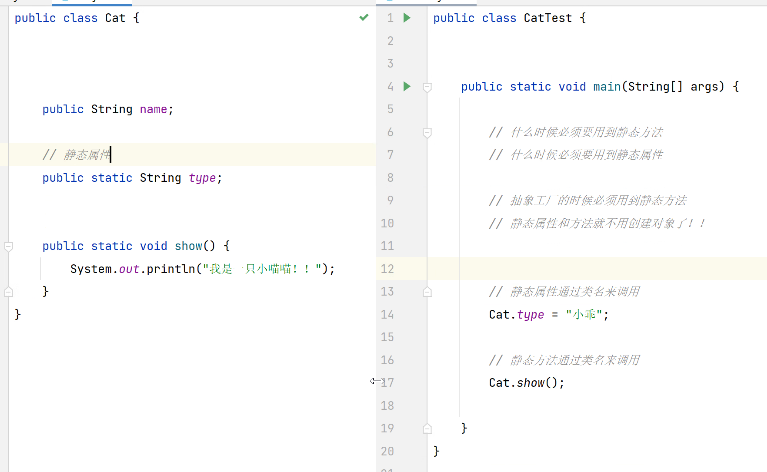 public class Cat {
public String name;
// 静态属性
public static String type;
public static void show() {
System.out.println("我是一只小喵喵！！");
}
}
1 public class CatTest {
2
3
4 public static void main(String[] args) {
5
6 // 什么时候必须要用到静态方法
7 // 什么时候必须要用到静态属性
8
9 // 抽象工厂的时候必须用到静态方法
10 // 静态属性和方法就不用创建对象了！！
11
12
13 // 静态属性通过类名来调用
14 Cat.type = "小乖";
15
16 // 静态方法通过类名来调用
17 Cat.show();
18
19 }
20 }